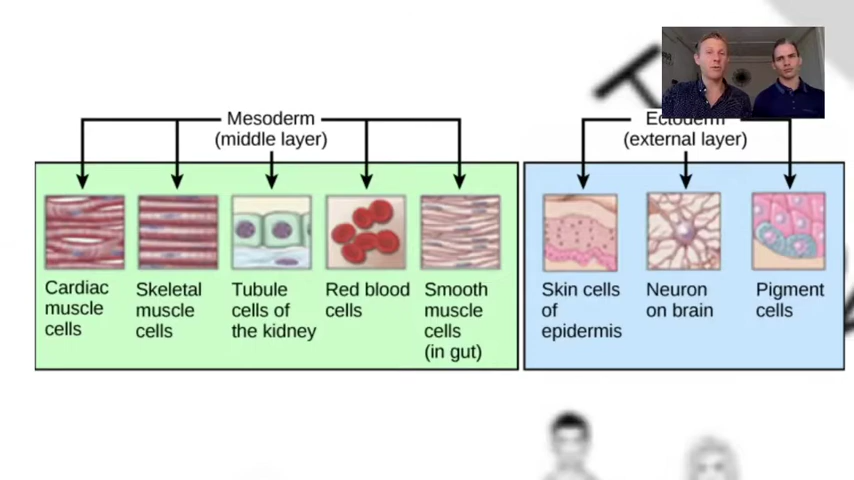 Mesoderm
(middle layer)
Ectoderm
(external layer)
Cardiac
muscle
cells
Skeletal
muscle
cells
Tubule
cells of
the kidney
Red blood
cells
Smooth
muscle
cells
(in gut)
Skin cells
of
epidermis
Neuron
on brain
Pigment
cells